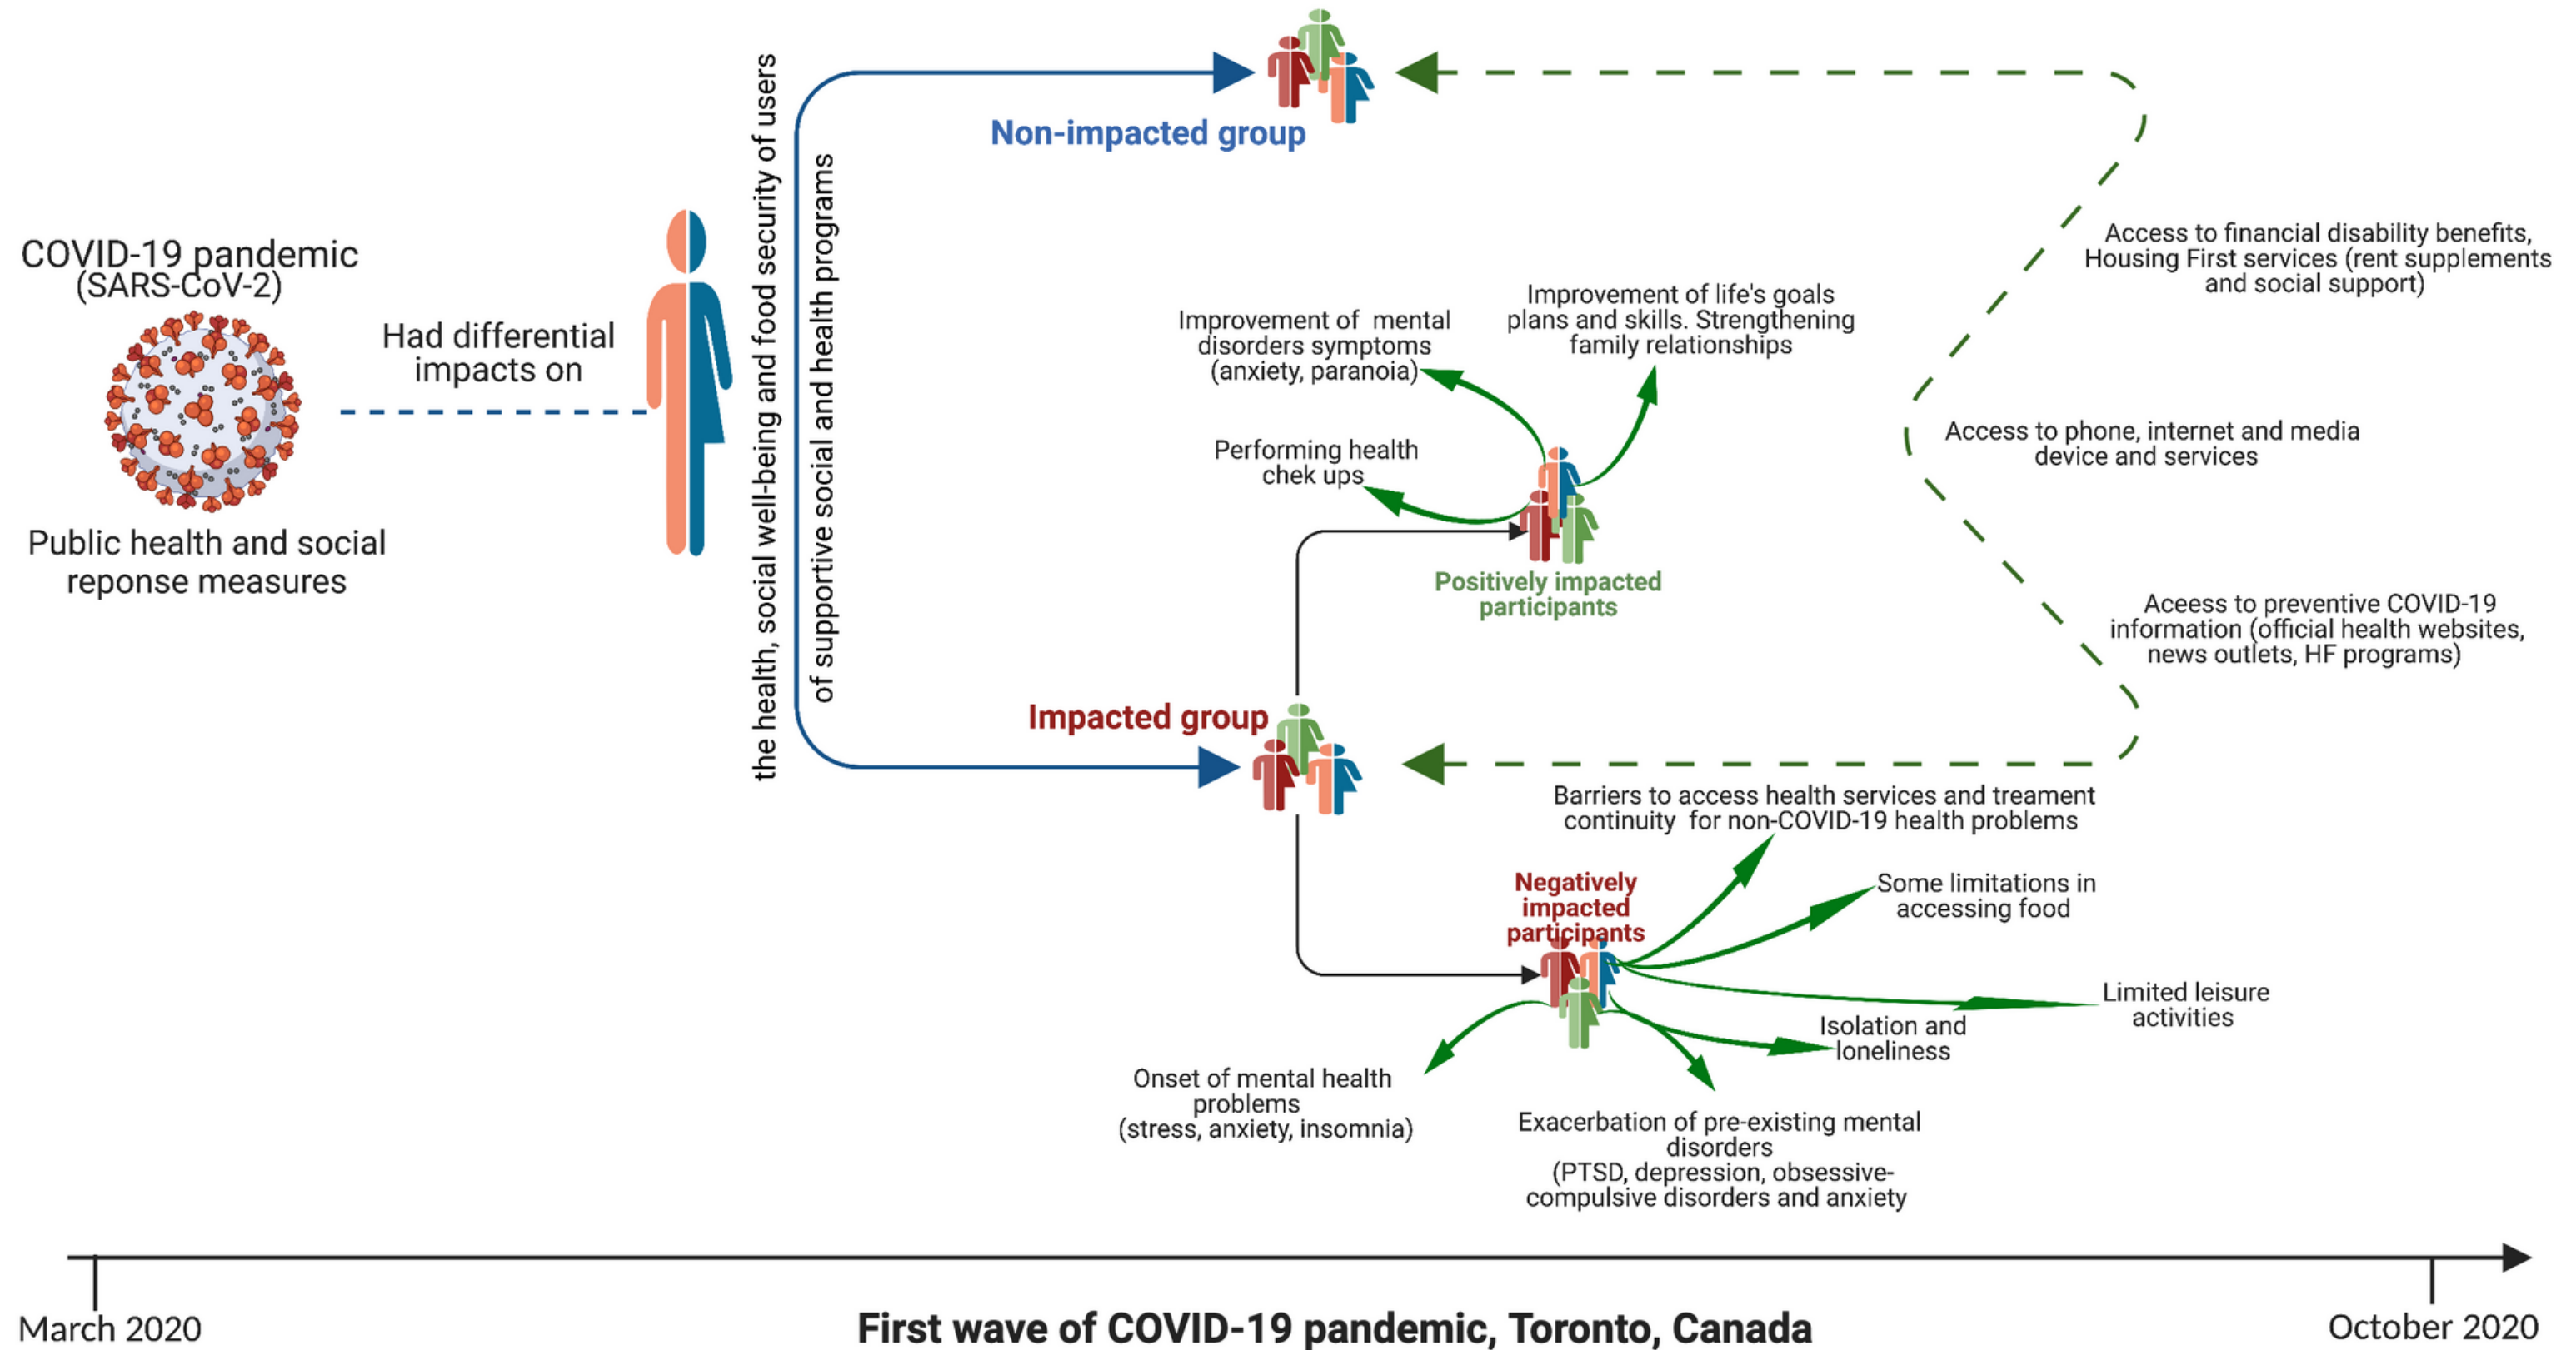 COVID-19 pandemic
(SARS-CoV-2)
Public health and social
reponse measures
Had differential
impacts on
the health, social well-being and food security of users
of supportive social and health programs
Non-impacted group
Access to financial disability benefits,
Housing First services (rent supplements
and social support)
Access to phone, internet and media
device and services
Aceess to preventive COVID-19
information (official health websites,
news outlets, HF programs)
Improvement of mental
disorders symptoms
(anxiety, paranoia)
Improvement of life's goals
plans and skills. Strengthening
family relationships
Performing health
chek ups
Positively impacted
participants
Impacted group
Barriers to access health services and treament
continuity for non-COVID-19 health problems
Negatively
impacted
participants
Some limitations in
accessing food
Limited leisure
activities
Isolation and
loneliness
Onset of mental health
problems
(stress, anxiety, insomnia)
Exacerbation of pre-existing mental
disorders
(PTSD, depression, obsessive-
compulsive disorders and anxiety
March 2020
First wave of COVID-19 pandemic, Toronto, Canada
October 2020